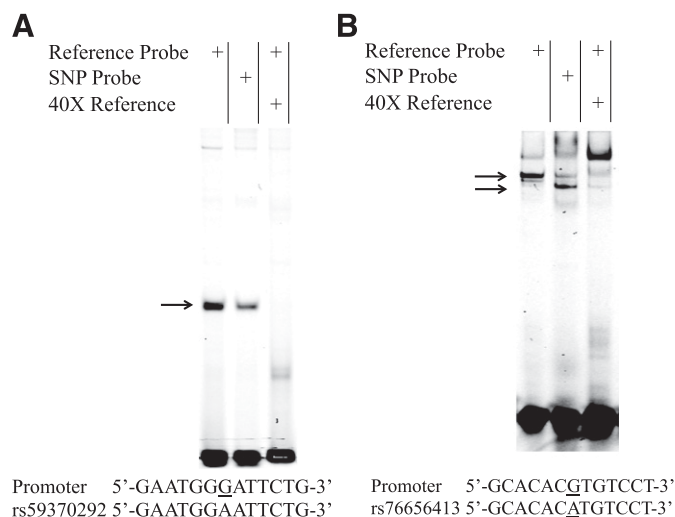 A
Reference Probe + +
SNP Probe +
40X Reference +
Promoter 5’-GAATGGGATTCTG-3’
rs59370292 5’-GAATGGAATTCTG-3’
B
Reference Probe + +
SNP Probe +
40X Reference +
Promoter 5’-GCACACGTGTCCT-3’
rs76656413 5’-GCACACATGTCCT-3’